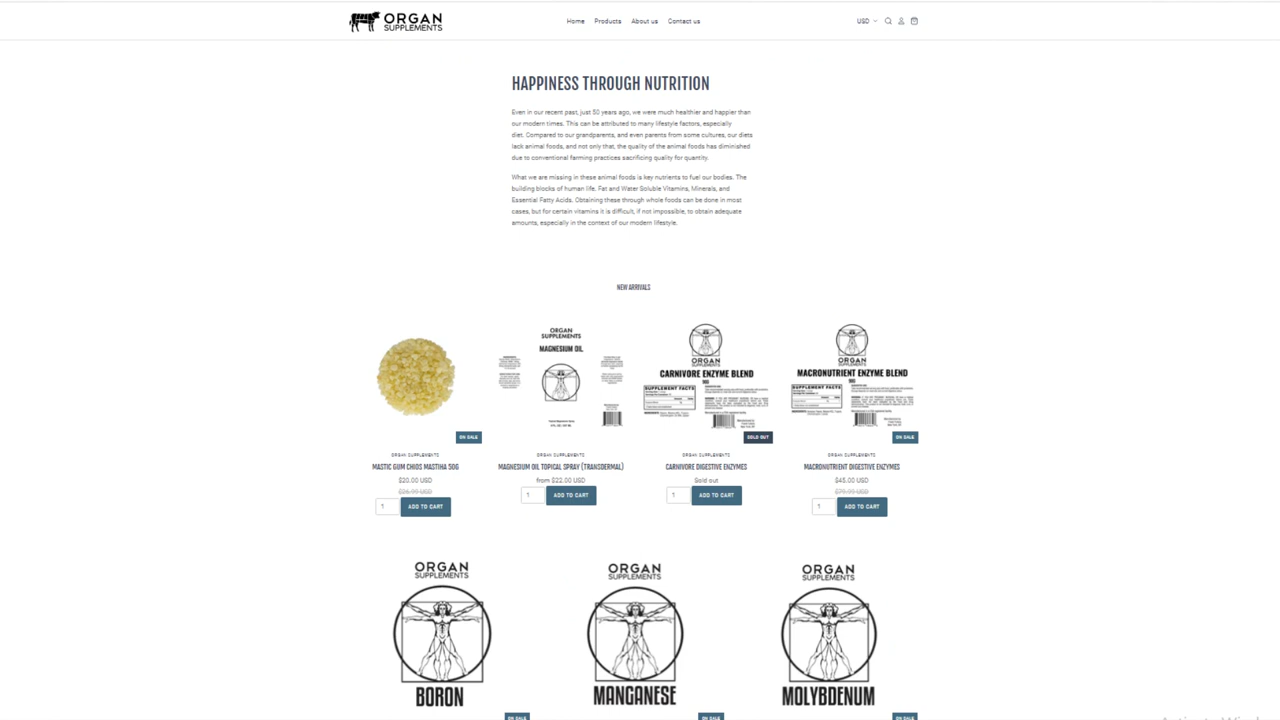 ORGAN
SUPPLEMENTS
Home Products About us Contact us
USD
HAPPINESS THROUGH NUTRITION
Even in our recent past, just 50 years ago, we were much healthier and happier than
our modern times. This can be attributed to many lifestyle factors, especially
diet. Compared to our grandparents, and even parents from some cultures, our diets
lack animal foods, and not only that, the quality of the animal foods has diminished
due to conventional farming practices sacrificing quality for quantity.
What we are missing in these animal foods is key nutrients to fuel our bodies. The
building blocks of human life. Fat and Water Soluble Vitamins, Minerals, and
Essential Fatty Acids. Obtaining these through whole foods can be done in most
cases, but for certain vitamins it is difficult, if not impossible, to obtain adequate
amounts, especially in the context of our modern lifestyle.
NEW ARRIVALS
ORGAN
SUPPLEMENTS
MAGNESIUM OIL
ORGAN
SUPPLEMENTS
CARNIVORE ENZYME BLEND
90G
SUPPLEMENT FACTS
ORGAN
SUPPLEMENTS
MACRONUTRIENT ENZYME BLEND
90G
SUPPLEMENT FACTS
ON SALE
SOLD OUT
ON SALE
ORGAN SUPPLEMENTS
MASTIC GUM CHIOS MASTIHA 50G
$20.00 USD
$26.99 USD
1 ADD TO CART
ORGAN SUPPLEMENTS
MAGNESIUM OIL TOPICAL SPRAY (TRANSDERMAL)
from $22.00 USD
1 ADD TO CART
ORGAN SUPPLEMENTS
CARNIVORE DIGESTIVE ENZYMES
Sold out
1 ADD TO CART
ORGAN SUPPLEMENTS
MACRONUTRIENT DIGESTIVE ENZYMES
$45.00 USD
$79.99 USD
1 ADD TO CART
ORGAN
SUPPLEMENTS
BORON
ON SALE
ORGAN
SUPPLEMENTS
MANGANESE
ON SALE
ORGAN
SUPPLEMENTS
MOLYBDENUM
ON SALE